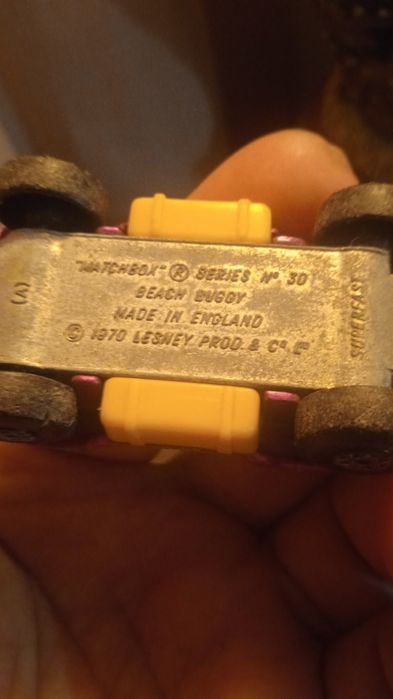 "MATCHBOX" ® SERIES Nº 30
BEACH BUGGY
MADE IN ENGLAND
© 1970 LESNEY PROD. & Cº. Lᵀᴰ
SUPERFAST